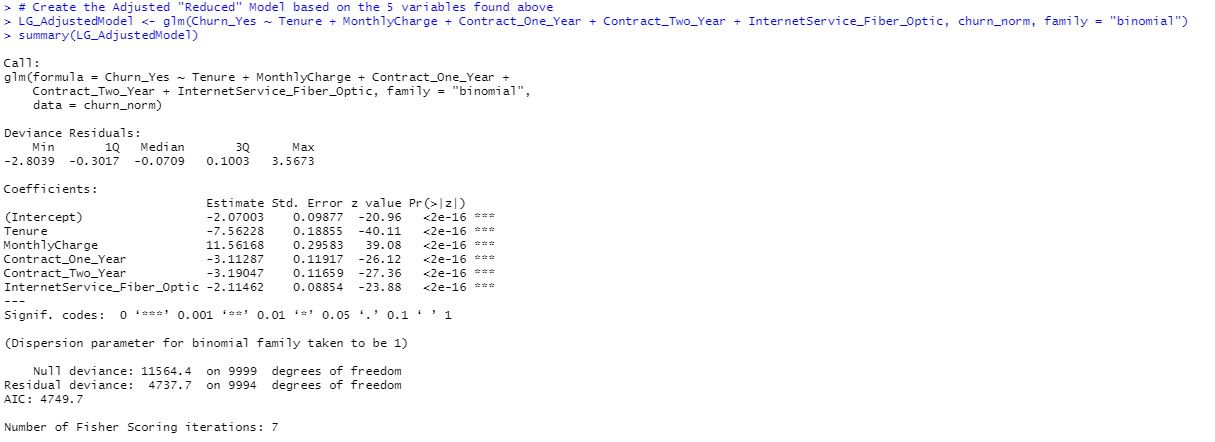 > # Create the Adjusted "Reduced" Model based on the 5 variables found above
> LG_AdjustedModel <- glm(Churn_Yes ~ Tenure + MonthlyCharge + Contract_One_Year + Contract_Two_Year + InternetService_Fiber_Optic, churn_norm, family = "binomial")
> summary(LG_AdjustedModel)

Call:
glm(formula = Churn_Yes ~ Tenure + MonthlyCharge + Contract_One_Year +
    Contract_Two_Year + InternetService_Fiber_Optic, family = "binomial",
    data = churn_norm)

Deviance Residuals:
    Min       1Q   Median       3Q      Max
-2.8039  -0.3017  -0.0709   0.1003   3.5673

Coefficients:
                            Estimate Std. Error z value Pr(>|z|)
(Intercept)                 -2.07003    0.09877  -20.96   <2e-16 ***
Tenure                      -7.56228    0.18855  -40.11   <2e-16 ***
MonthlyCharge               11.56168    0.29583   39.08   <2e-16 ***
Contract_One_Year           -3.11287    0.11917  -26.12   <2e-16 ***
Contract_Two_Year           -3.19047    0.11659  -27.36   <2e-16 ***
InternetService_Fiber_Optic -2.11462    0.08854  -23.88   <2e-16 ***
---
Signif. codes:  0 ‘***’ 0.001 ‘**’ 0.01 ‘*’ 0.05 ‘.’ 0.1 ‘ ’ 1

(Dispersion parameter for binomial family taken to be 1)

    Null deviance: 11564.4  on 9999  degrees of freedom
Residual deviance:  4737.7  on 9994  degrees of freedom
AIC: 4749.7

Number of Fisher Scoring iterations: 7